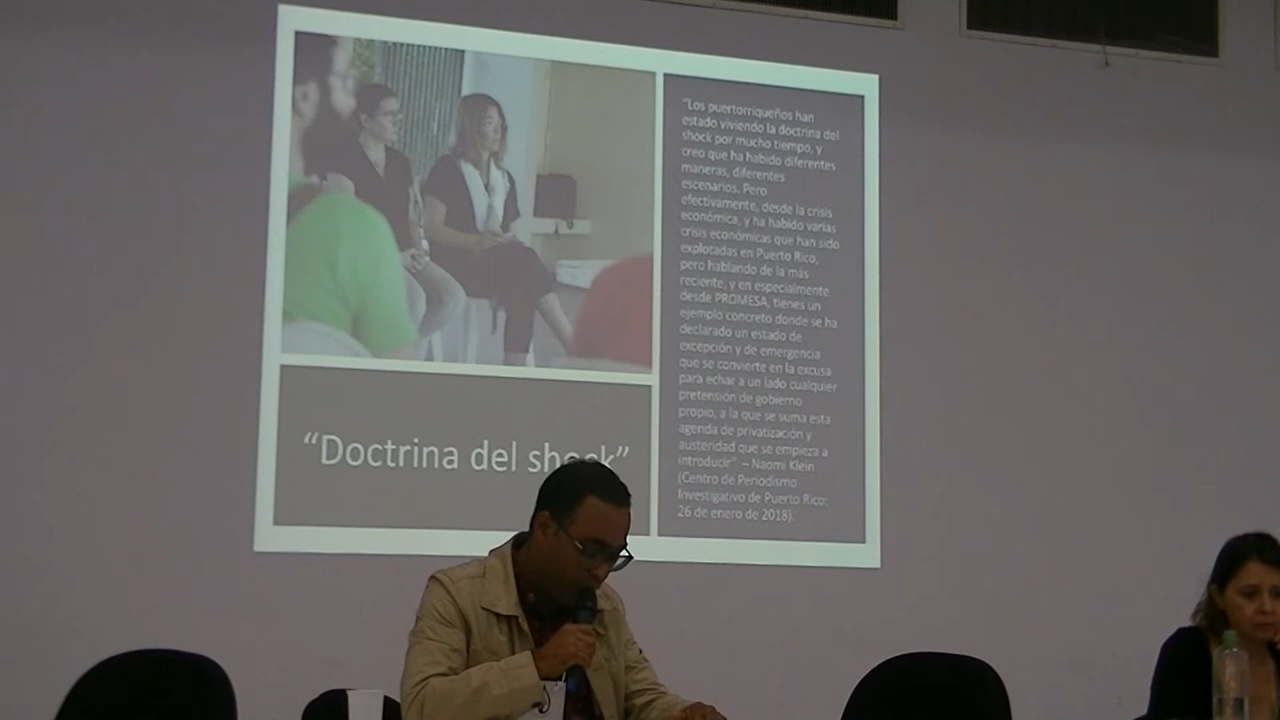 "Los puertorriqueños han
estado viviendo la doctrina del
shock por mucho tiempo, y
creo que ha habido diferentes
maneras, diferentes
escenarios. Pero
efectivamente, desde la crisis
económica, y ha habido varias
crisis económicas que han sido
explotadas en Puerto Rico,
pero hablando de la más
reciente, y en especialmente
desde PROMESA, tienes un
ejemplo concreto donde se ha
declarado un estado de
excepción y de emergencia
que se convierte en la excusa
para echar a un lado cualquier
pretensión de gobierno
propio, a la que se suma esta
agenda de privatización y
austeridad que se empieza a
introducir" – Naomi Klein
(Centro de Periodismo
Investigativo de Puerto Rico:
26 de enero de 2018).
"Doctrina del shock"